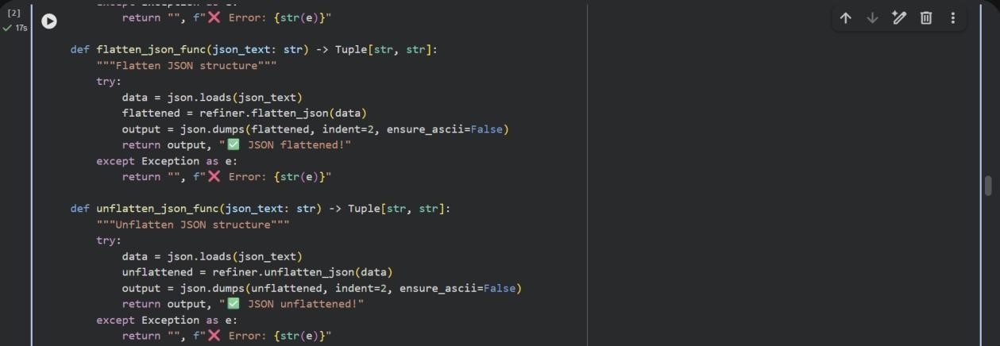 [2]
17s
except Exception as e:
return "", f"❌ Error: {str(e)}"
def flatten_json_func(json_text: str) -> Tuple[str, str]:
"""Flatten JSON structure"""
try:
data = json.loads(json_text)
flattened = refiner.flatten_json(data)
output = json.dumps(flattened, indent=2, ensure_ascii=False)
return output, "✅ JSON flattened!"
except Exception as e:
return "", f"❌ Error: {str(e)}"
def unflatten_json_func(json_text: str) -> Tuple[str, str]:
"""Unflatten JSON structure"""
try:
data = json.loads(json_text)
unflattened = refiner.unflatten_json(data)
output = json.dumps(unflattened, indent=2, ensure_ascii=False)
return output, "✅ JSON unflattened!"
except Exception as e:
return "", f"❌ Error: {str(e)}"